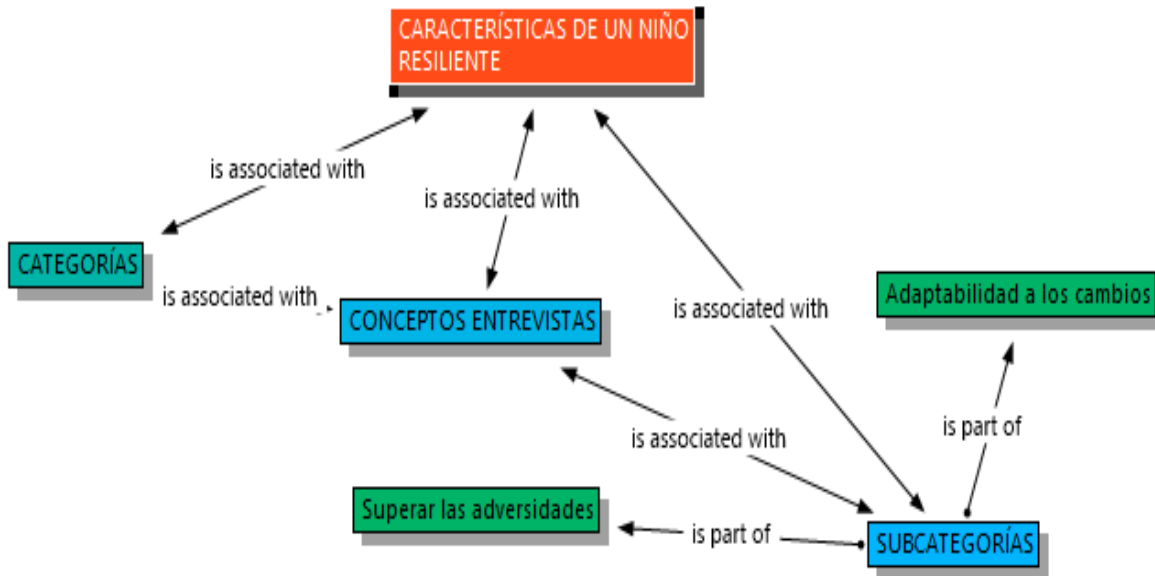 CARACTERÍSTICAS DE UN NIÑO
RESILIENTE
is associated with
is associated with
CATEGORÍAS
is associated with
CONCEPTOS ENTREVISTAS
is associated with
Adaptabilidad a los cambios
is part of
is associated with
Superar las adversidades
is part of
SUBCATEGORÍAS